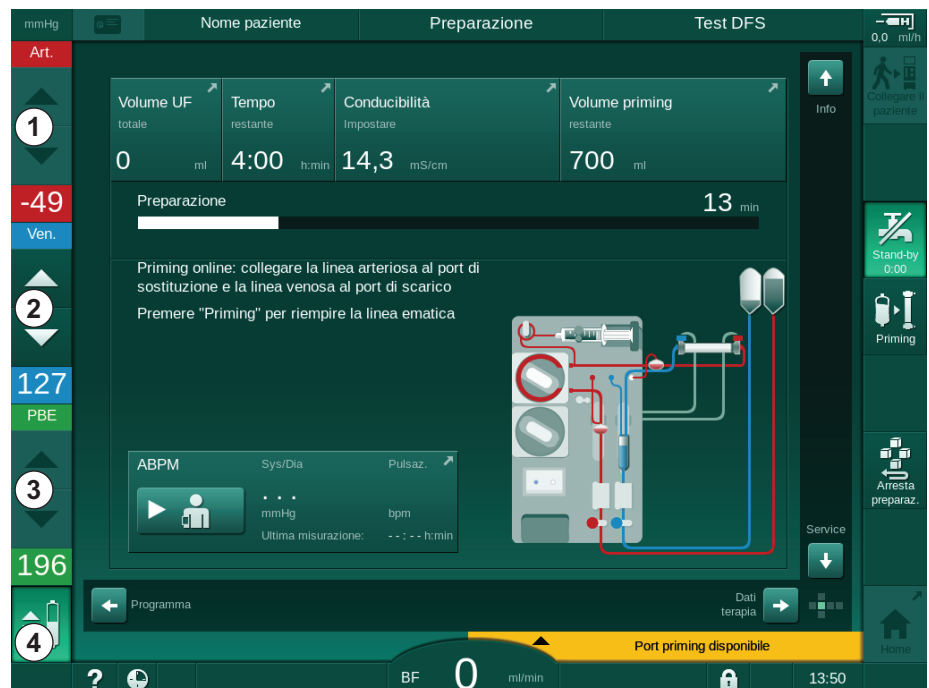 mmHg
Nome paziente
Preparazione
Test DFS
0,0 ml/h
Art.
1
-49
Ven.
2
127
PBE
3
196
4
Volume UF
totale
0 ml
Tempo
restante
4:00 h:min
Conducibilità
Impostare
14,3 mS/cm
Volume priming
restante
700 ml
Info
Collegare il
paziente
Preparazione
13 min
Priming online: collegare la linea arteriosa al port di
sostituzione e la linea venosa al port di scarico
Premere "Priming" per riempire la linea ematica
Stand-by
0:00
Priming
ABPM
Sys/Dia
Pulsaz.
. . .
mmHg
bpm
Ultima misurazione: --:-- h:min
Arresta
preparaz.
Service
Programma
Dati
terapia
Home
Port priming disponibile
?
BF 0 ml/min
13:50